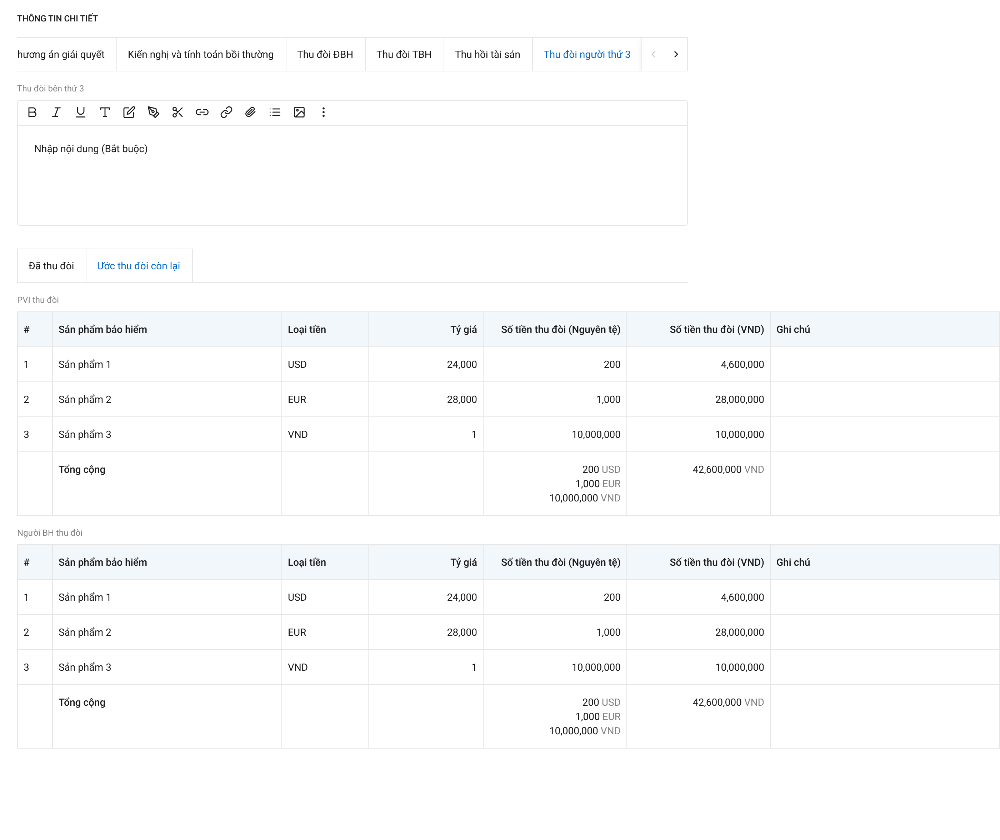 THÔNG TIN CHI TIẾT
hương án giải quyết Kiến nghị và tính toán bồi thường Thu đòi ĐBH Thu đòi TBH Thu hồi tài sản Thu đòi người thứ 3
Thu đòi bên thứ 3
Nhập nội dung (Bắt buộc)
Đã thu đòi Ước thu đòi còn lại
PVI thu đòi
# Sản phẩm bảo hiểm Loại tiền Tỷ giá Số tiền thu đòi (Nguyên tệ) Số tiền thu đòi (VND) Ghi chú
1 Sản phẩm 1 USD 24,000 200 4,600,000
2 Sản phẩm 2 EUR 28,000 1,000 28,000,000
3 Sản phẩm 3 VND 1 10,000,000 10,000,000
Tổng cộng 200 USD 42,600,000 VND
1,000 EUR
10,000,000 VND
Người BH thu đòi
# Sản phẩm bảo hiểm Loại tiền Tỷ giá Số tiền thu đòi (Nguyên tệ) Số tiền thu đòi (VND) Ghi chú
1 Sản phẩm 1 USD 24,000 200 4,600,000
2 Sản phẩm 2 EUR 28,000 1,000 28,000,000
3 Sản phẩm 3 VND 1 10,000,000 10,000,000
Tổng cộng 200 USD 42,600,000 VND
1,000 EUR
10,000,000 VND